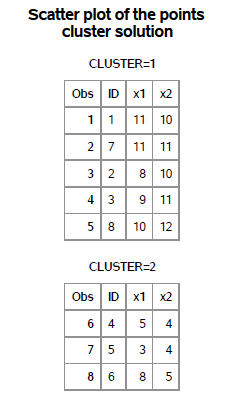 Scatter plot of the points
cluster solution
CLUSTER=1
Obs ID x1 x2
1 1 11 10
2 7 11 11
3 2 8 10
4 3 9 11
5 8 10 12
CLUSTER=2
Obs ID x1 x2
6 4 5 4
7 5 3 4
8 6 8 5